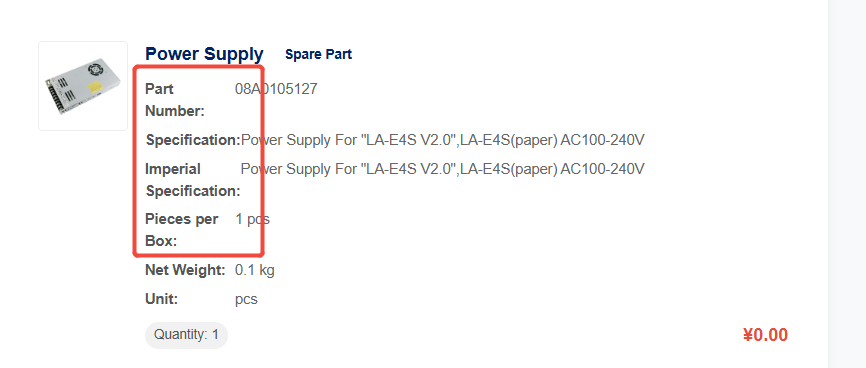 Power Supply Spare Part
Part 08A0105127
Number:
Specification: Power Supply For "LA-E4S V2.0",LA-E4S(paper) AC100-240V
Imperial Power Supply For "LA-E4S V2.0",LA-E4S(paper) AC100-240V
Specification:
Pieces per 1 pcs
Box:
Net Weight: 0.1 kg
Unit: pcs
Quantity: 1
¥0.00